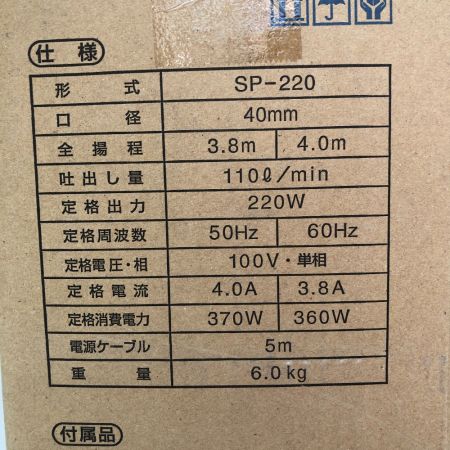 仕様
形式 SP-220
口径 40mm
全揚程 3.8m 4.0m
吐出し量 110ℓ/min
定格出力 220W
定格周波数 50Hz 60Hz
定格電圧・相 100V・単相
定格電流 4.0A 3.8A
定格消費電力 370W 360W
電源ケーブル 5m
重量 6.0kg
付属品